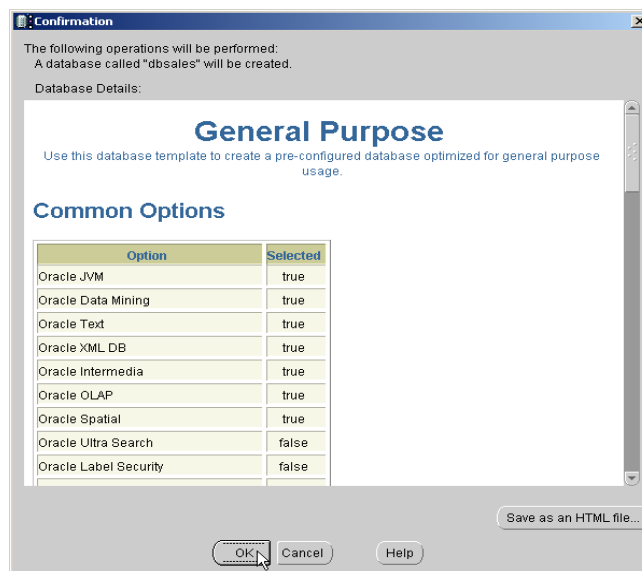 Confirmation
The following operations will be performed:
A database called "dbsales" will be created.
Database Details:
General Purpose
Use this database template to create a pre-configured database optimized for general purpose
usage.
Common Options
Option Selected
Oracle JVM true
Oracle Data Mining true
Oracle Text true
Oracle XML DB true
Oracle Intermedia true
Oracle OLAP true
Oracle Spatial true
Oracle Ultra Search false
Oracle Label Security false
Save as an HTML file...
OK Cancel Help